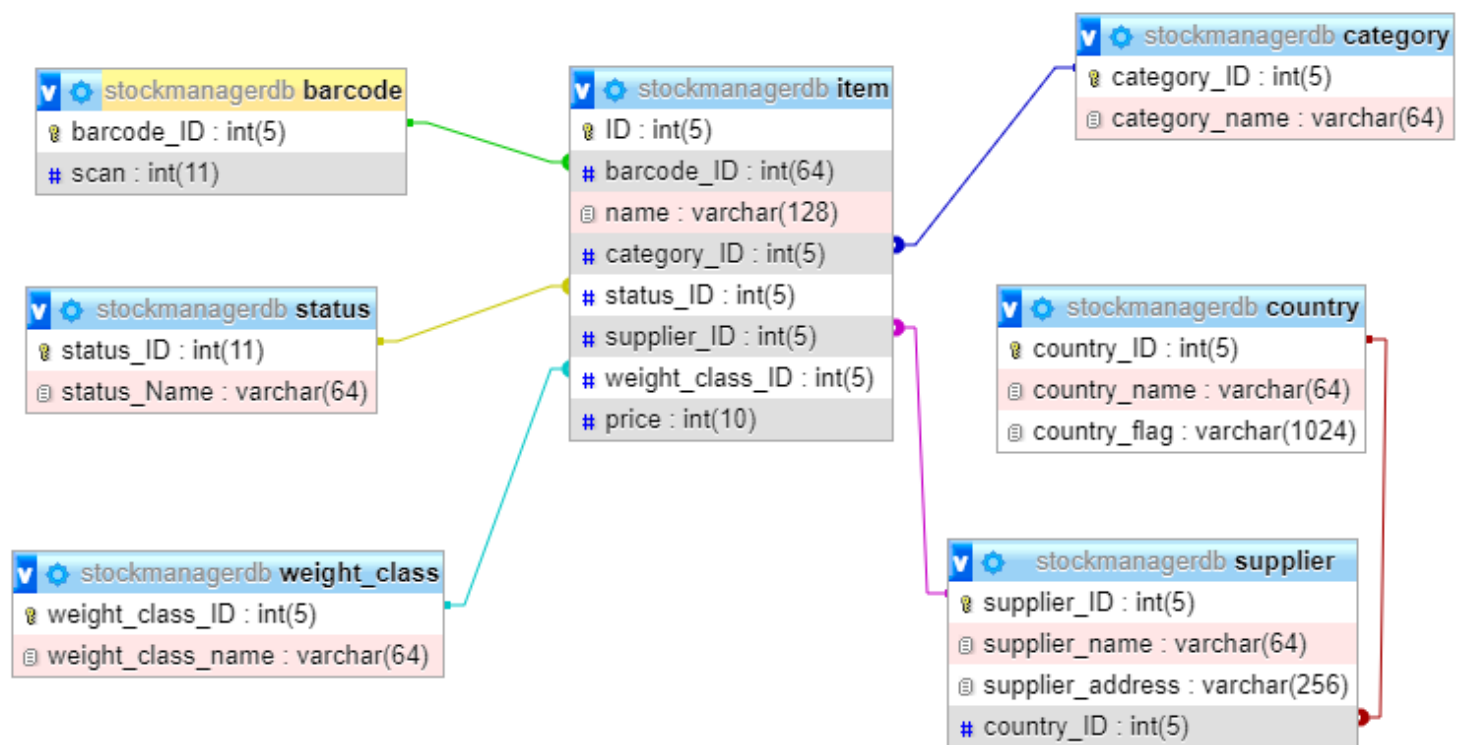 stockmanagerdb barcode
barcode_ID : int(5)
# scan : int(11)
stockmanagerdb status
status_ID : int(11)
status_Name : varchar(64)
stockmanagerdb weight_class
weight_class_ID : int(5)
weight_class_name : varchar(64)
stockmanagerdb item
ID : int(5)
# barcode_ID : int(64)
name : varchar(128)
# category_ID : int(5)
# status_ID : int(5)
# supplier_ID : int(5)
# weight_class_ID : int(5)
# price : int(10)
stockmanagerdb category
category_ID : int(5)
category_name : varchar(64)
stockmanagerdb country
country_ID : int(5)
country_name : varchar(64)
country_flag : varchar(1024)
stockmanagerdb supplier
supplier_ID : int(5)
supplier_name : varchar(64)
supplier_address : varchar(256)
# country_ID : int(5)